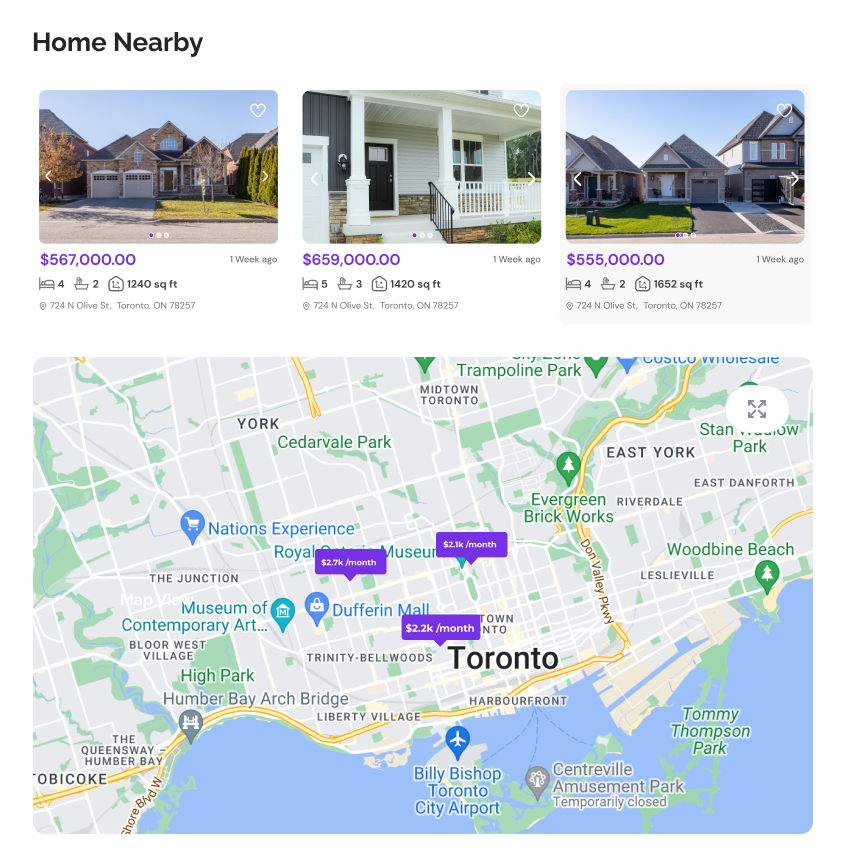 Home Nearby
$567,000.00
1 Week ago
4
2
1240 sq ft
724 N Olive St, Toronto, ON 78257
$659,000.00
1 Week ago
5
3
1420 sq ft
724 N Olive St, Toronto, ON 78257
$555,000.00
1 Week ago
4
2
1652 sq ft
724 N Olive St, Toronto, ON 78257
Sky Zone
Trampoline Park
Costco Wholesale
MIDTOWN
TORONTO
YORK
Cedarvale Park
Stan Wadlow
Park
EAST YORK
EAST DANFORTH
Evergreen
Brick Works
RIVERDALE
Nations Experience
Royal Ontario Museum
$2.1k /month
$2.7k /month
Don Valley Pkwy
Woodbine Beach
THE JUNCTION
LESLIEVILLE
Map View
Museum of
Contemporary Art...
Dufferin Mall
$2.2k /month
TOWN
NTO
BLOOR WEST
VILLAGE
TRINITY-BELLWOODS
Toronto
High Park
Humber Bay Arch Bridge
HARBOURFRONT
LIBERTY VILLAGE
Tommy
Thompson
Park
THE
QUEENSWAY –
HUMBER BAY
TOBICOKE
Shore Blvd W
Billy Bishop
Toronto
City Airport
Centreville
Amusement Park
Temporarily closed